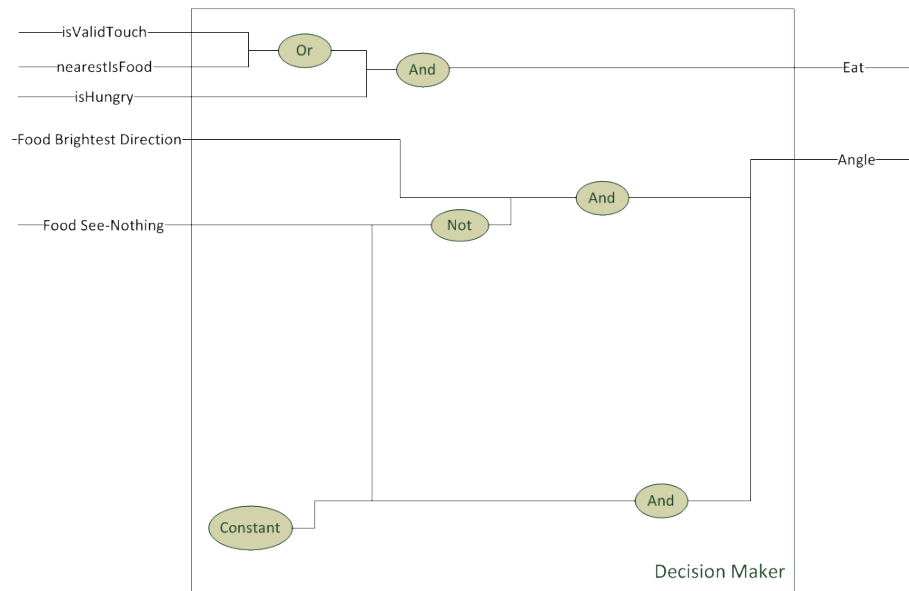 isValidTouch
Or
nearestIsFood
And
Eat
isHungry
Food Brightest Direction
Angle
And
Food See-Nothing
Not
And
Constant
Decision Maker